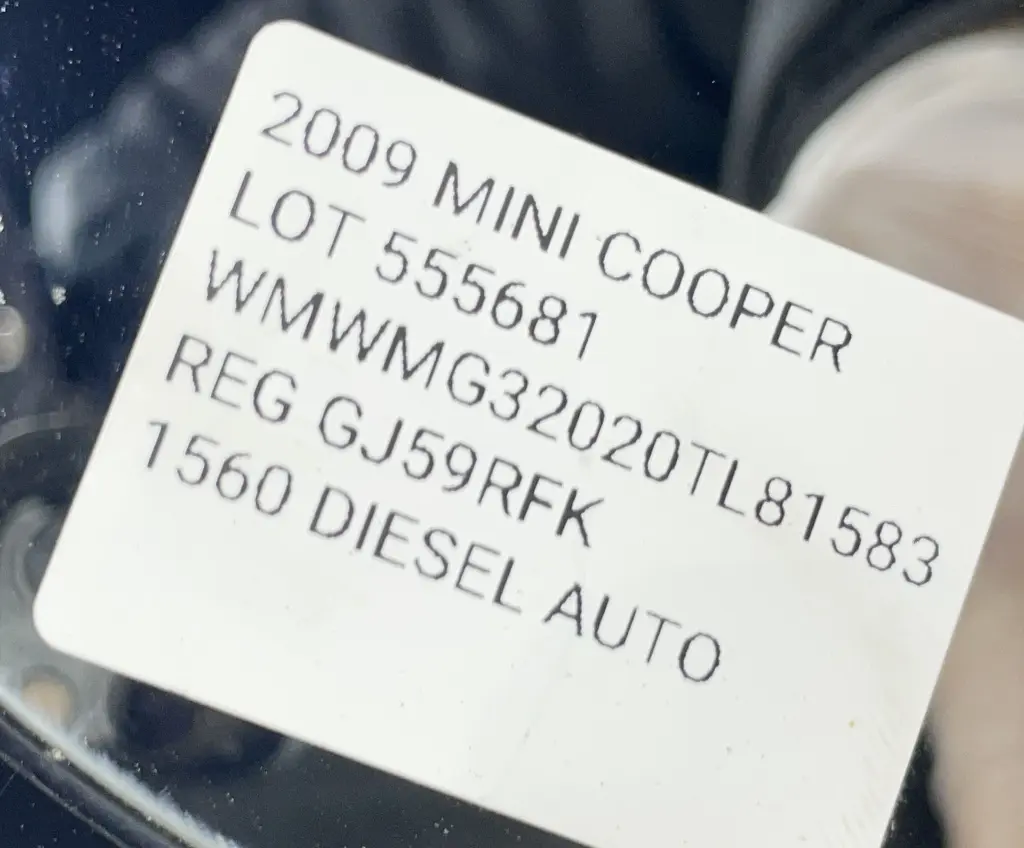 2009 MINI COOPER
LOT 555681
WMWMG32020TL81583
REG GJ59RFK
1560 DIESEL AUTO